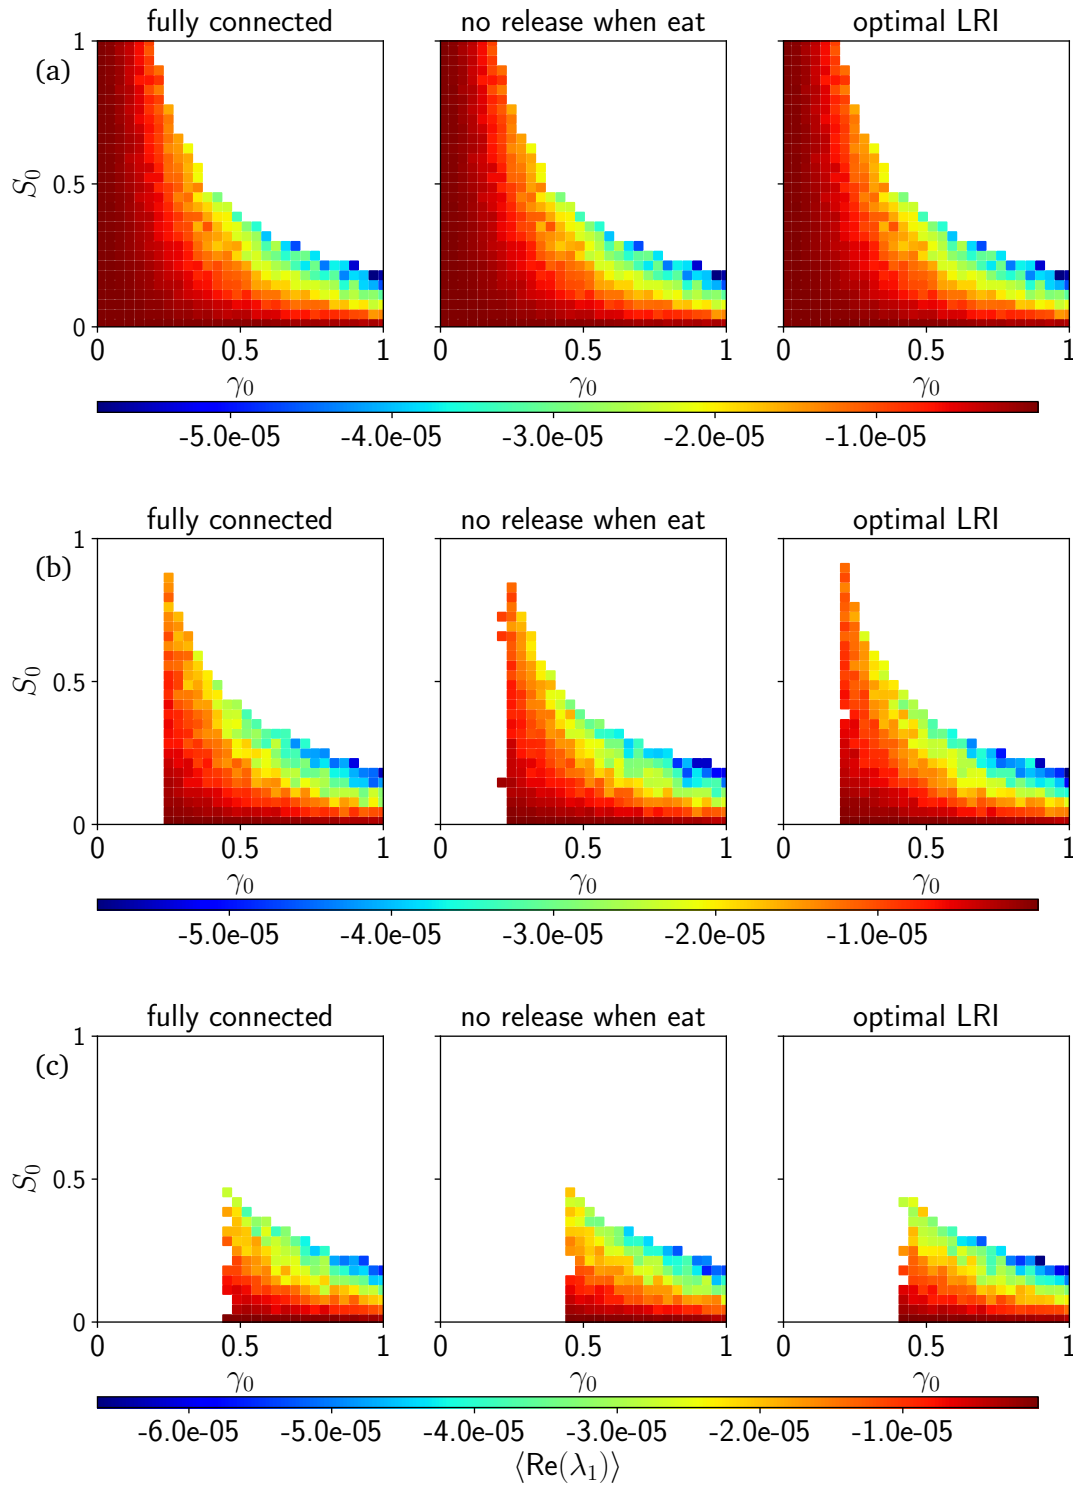 fully connected no release when eat optimal LRI
(a)
1
0.5
0
S₀
0 0.5 1 0 0.5 1 0 0.5 1
γ₀ γ₀ γ₀
-5.0e-05 -4.0e-05 -3.0e-05 -2.0e-05 -1.0e-05
fully connected no release when eat optimal LRI
(b)
1
0.5
0
S₀
0 0.5 1 0 0.5 1 0 0.5 1
γ₀ γ₀ γ₀
-5.0e-05 -4.0e-05 -3.0e-05 -2.0e-05 -1.0e-05
fully connected no release when eat optimal LRI
(c)
1
0.5
0
S₀
0 0.5 1 0 0.5 1 0 0.5 1
γ₀ γ₀ γ₀
-6.0e-05 -5.0e-05 -4.0e-05 -3.0e-05 -2.0e-05 -1.0e-05
⟨Re(λ₁)⟩